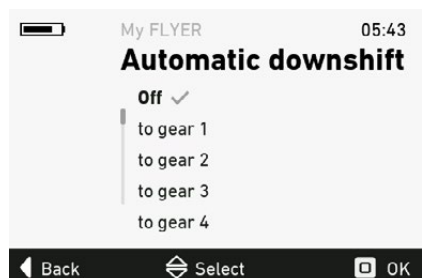 My FLYER 05:43
Automatic downshift
Off
to gear 1
to gear 2
to gear 3
to gear 4
Back Select OK